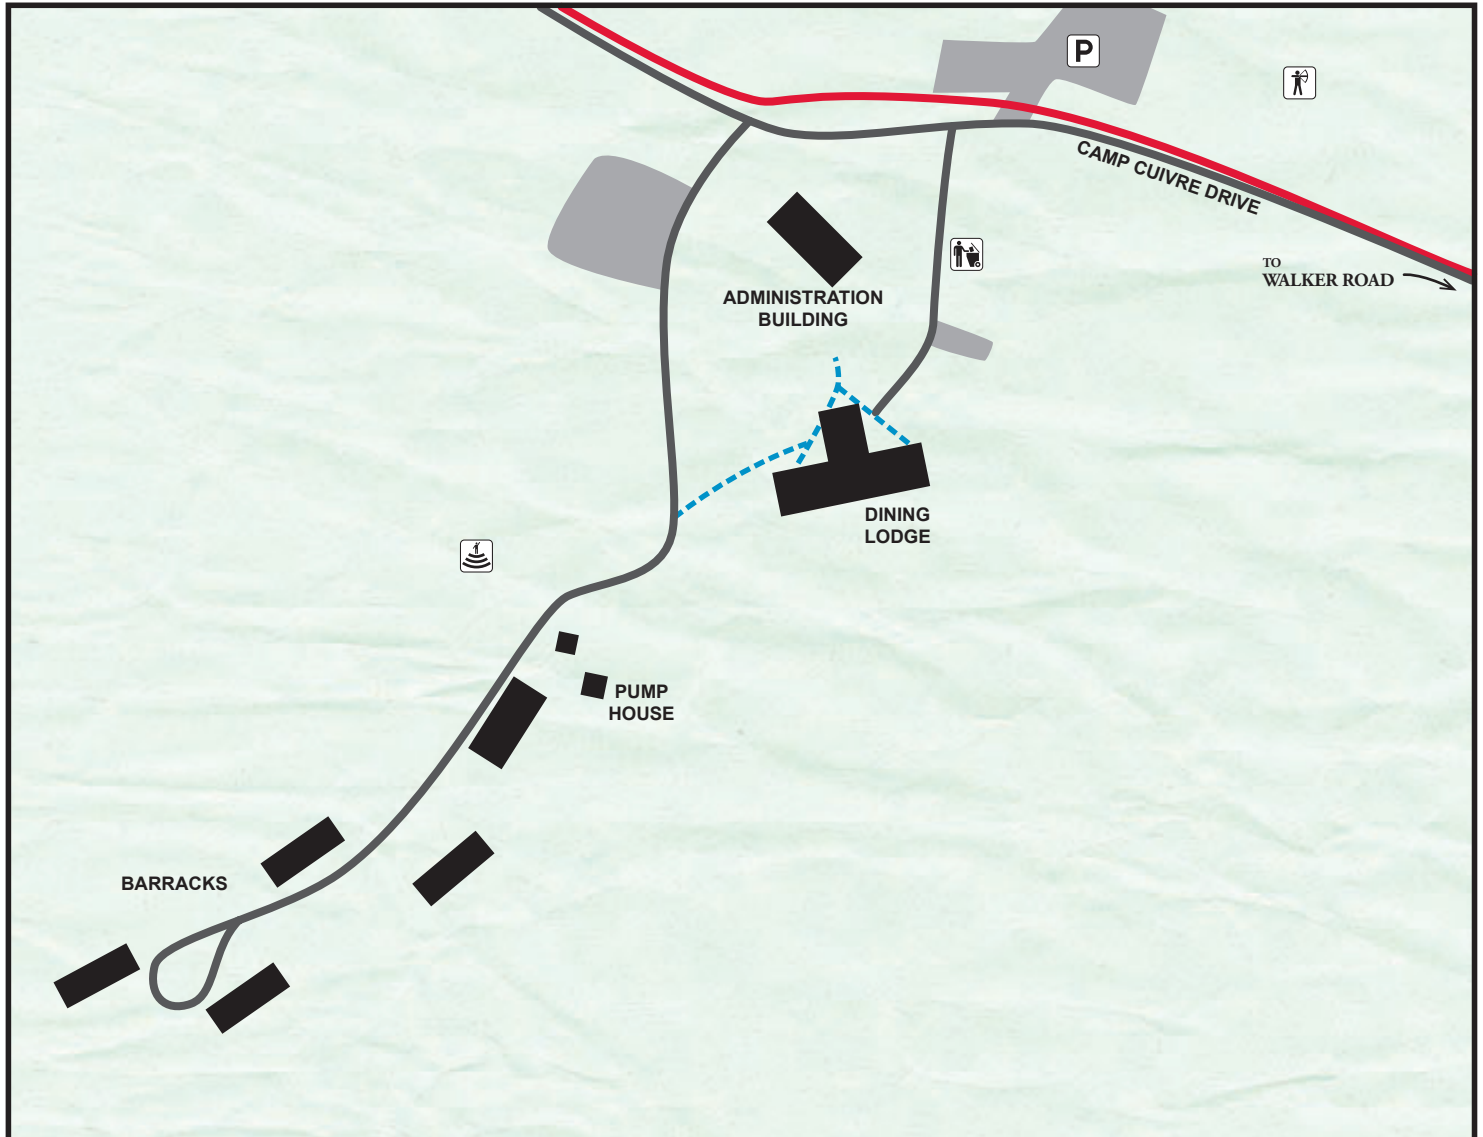 P
CAMP CUIVRE DRIVE
TO
WALKER ROAD
ADMINISTRATION
BUILDING
DINING
LODGE
PUMP
HOUSE
BARRACKS